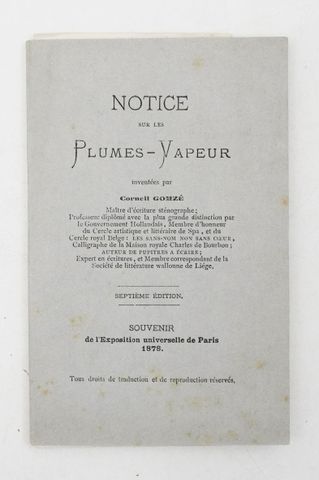 NOTICE
SUR LES
PLUMES-VAPEUR
inventées par
Corneil GOMZÉ
Maître d'écriture sténographe;
Professeur diplômé avec la plus grande distinction par
le Gouvernement Hollandais, Membre d'honneur
du Cercle artistique et littéraire de Spa, et du
Cercle royal Belge: LES SANS-NOM NON SANS CŒUR,
Calligraphe de la Maison royale Charles de Bourbon;
AUTEUR DE PUPITRES A ÉCRIRE;
Expert en écritures, et Membre correspondant de la
Société de littérature wallonne de Liége.
SEPTIÈME ÉDITION.
SOUVENIR
de l'Exposition universelle de Paris
1878.
Tous droits de traduction et de reproduction réservés.